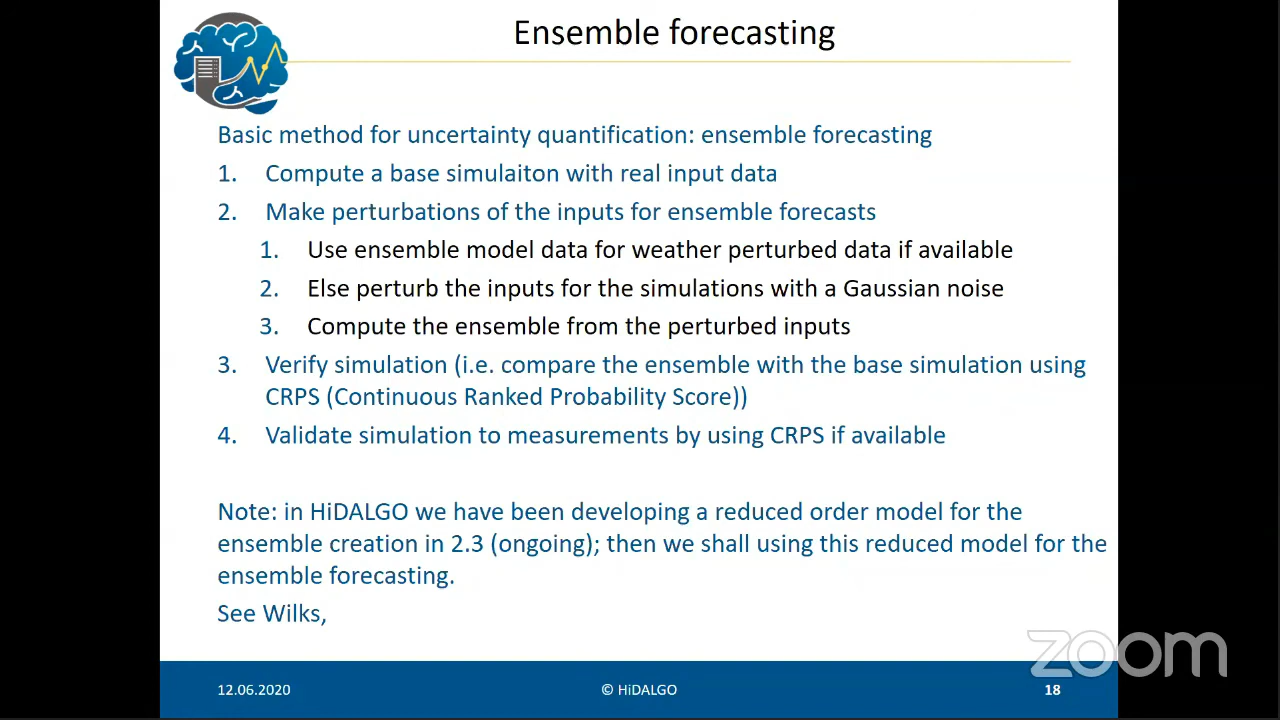 Ensemble forecasting
Basic method for uncertainty quantification: ensemble forecasting
1. Compute a base simulaiton with real input data
2. Make perturbations of the inputs for ensemble forecasts
1. Use ensemble model data for weather perturbed data if available
2. Else perturb the inputs for the simulations with a Gaussian noise
3. Compute the ensemble from the perturbed inputs
3. Verify simulation (i.e. compare the ensemble with the base simulation using
CRPS (Continuous Ranked Probability Score))
4. Validate simulation to measurements by using CRPS if available
Note: in HiDALGO we have been developing a reduced order model for the
ensemble creation in 2.3 (ongoing); then we shall using this reduced model for the
ensemble forecasting.
See Wilks,
zoom
12.06.2020 © HiDALGO 18